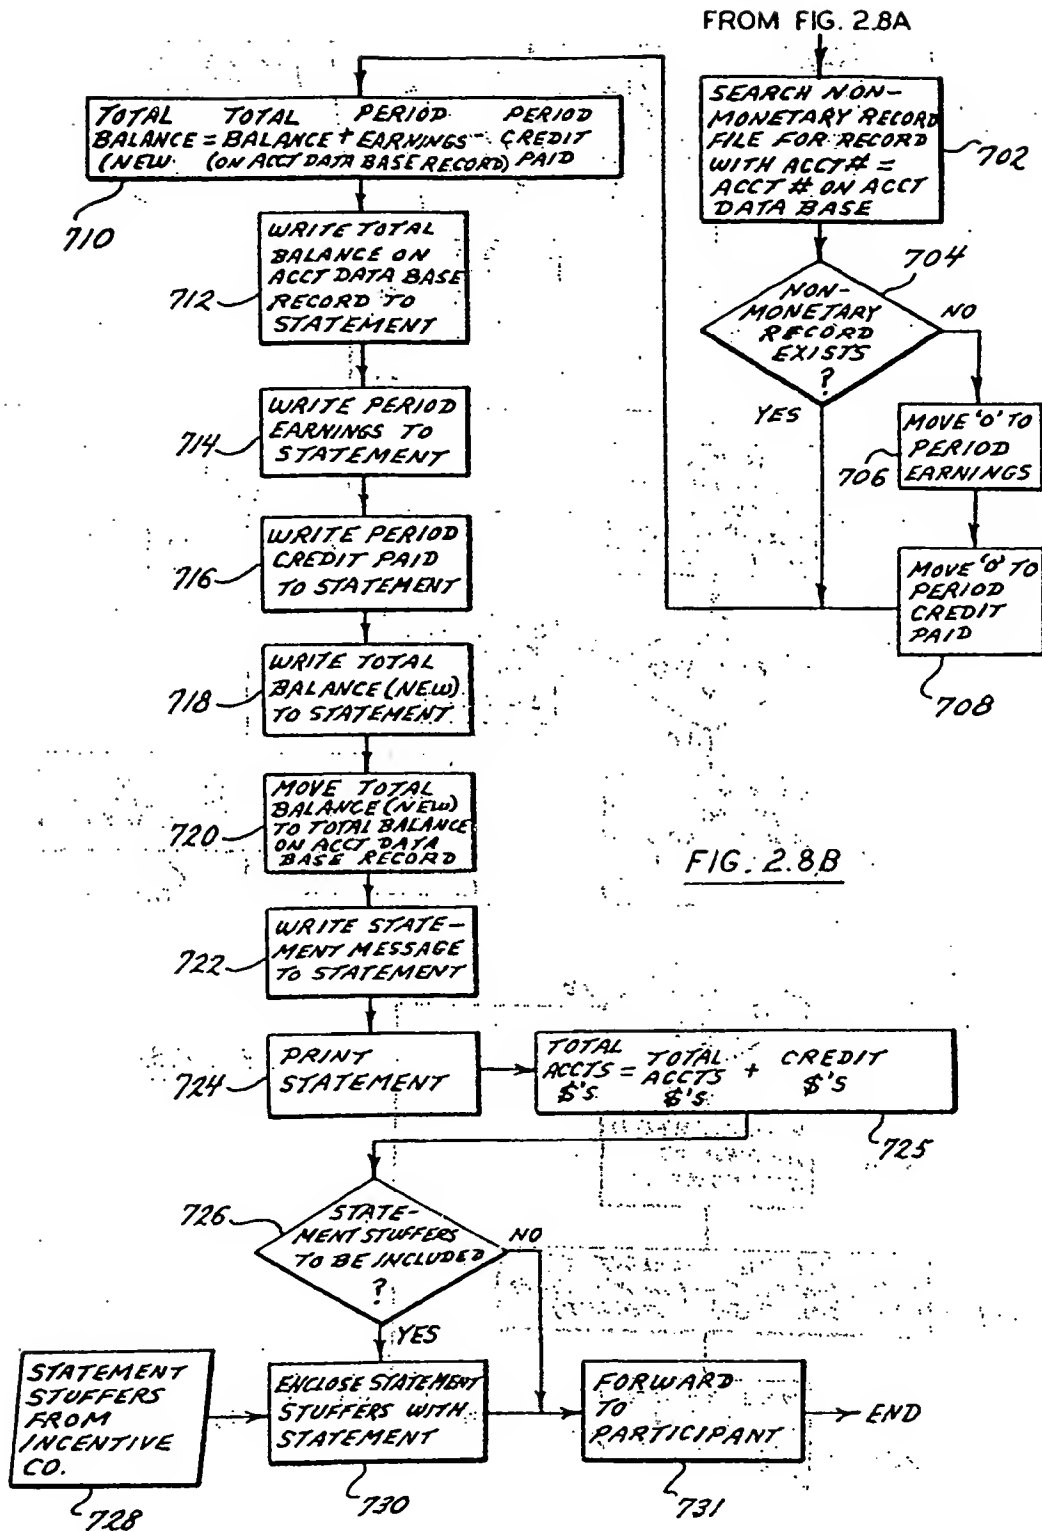 FROM FIG. 2.8A
SEARCH NON-
MONETARY RECORD
FILE FOR RECORD
WITH ACCT# =
ACCT # ON ACCT
DATA BASE
702
704
NON-
MONETARY
RECORD
EXISTS
?
NO
YES
MOVE 'O' TO
PERIOD
EARNINGS
706
MOVE 'O' TO
PERIOD
CREDIT
PAID
708
TOTAL TOTAL PERIOD PERIOD
BALANCE = BALANCE + EARNINGS - CREDIT
(NEW (ON ACCT DATA BASE RECORD) PAID
710
WRITE TOTAL
BALANCE ON
ACCT DATA BASE
RECORD TO
STATEMENT
712
WRITE PERIOD
EARNINGS TO
STATEMENT
714
WRITE PERIOD
CREDIT PAID
TO STATEMENT
716
WRITE TOTAL
BALANCE (NEW)
TO STATEMENT
718
MOVE TOTAL
BALANCE (NEW)
TO TOTAL BALANCE
ON ACCT DATA
BASE RECORD
720
FIG. 2.8B
WRITE STATE-
MENT MESSAGE
TO STATEMENT
722
PRINT
STATEMENT
724
TOTAL TOTAL CREDIT
ACCTS = ACCTS + $'S
$'S $'S
725
726
STATE-
MENT STUFFERS
TO BE INCLUDED
?
NO
YES
STATEMENT
STUFFERS
FROM
INCENTIVE
CO.
728
ENCLOSE STATEMENT
STUFFERS WITH
STATEMENT
730
FORWARD
TO
PARTICIPANT
731
END